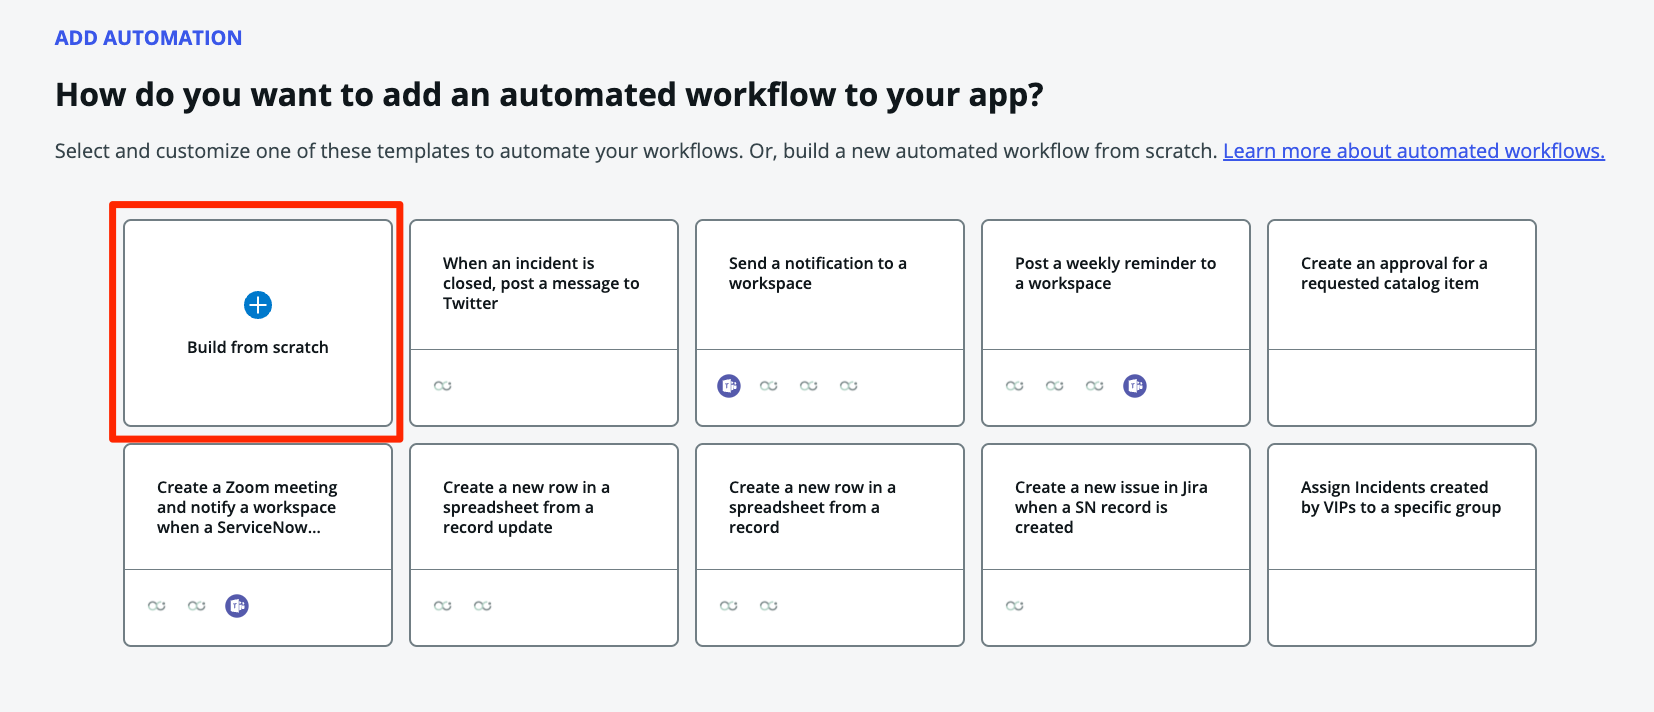 ADD AUTOMATION
How do you want to add an automated workflow to your app?
Select and customize one of these templates to automate your workflows. Or, build a new automated workflow from scratch. Learn more about automated workflows.
Build from scratch
When an incident is
closed, post a message to
Twitter
Send a notification to a
workspace
Post a weekly reminder to
a workspace
Create an approval for a
requested catalog item
Create a Zoom meeting
and notify a workspace
when a ServiceNow...
Create a new row in a
spreadsheet from a
record update
Create a new row in a
spreadsheet from a
record
Create a new issue in Jira
when a SN record is
created
Assign Incidents created
by VIPs to a specific group